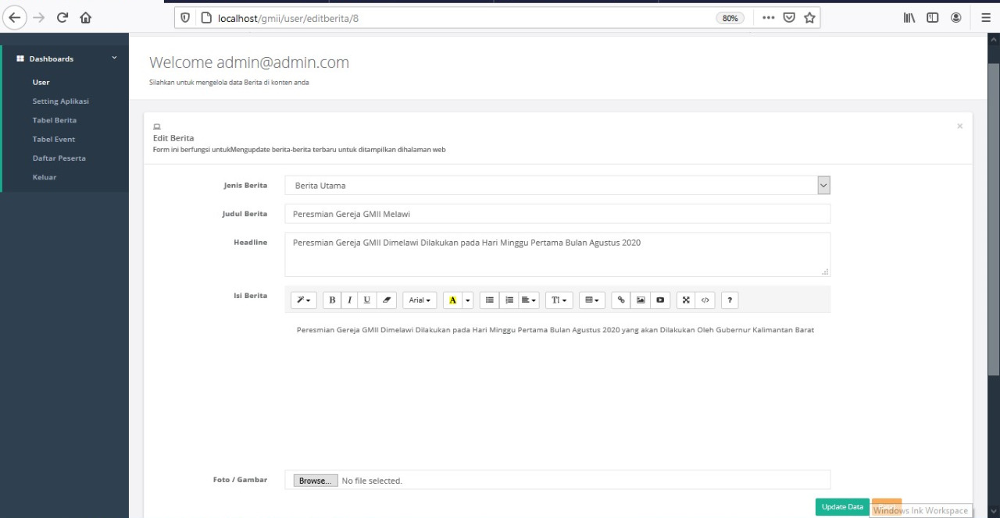 localhost/gmii/user/editberita/8
80%
Dashboards
User
Setting Aplikasi
Tabel Berita
Tabel Event
Daftar Peserta
Keluar
Welcome admin@admin.com
Silahkan untuk mengelola data Berita di konten anda
Edit Berita
Form ini berfungsi untukMengupdate berita-berita terbaru untuk ditampilkan dihalaman web
Jenis Berita
Berita Utama
Judul Berita
Peresmian Gereja GMII Melawi
Headline
Peresmian Gereja GMII Dimelawi Dilakukan pada Hari Minggu Pertama Bulan Agustus 2020
Isi Berita
B I U Arial A T! ?
Peresmian Gereja GMII Dimelawi Dilakukan pada Hari Minggu Pertama Bulan Agustus 2020 yang akan Dilakukan Oleh Gubernur Kalimantan Barat
Foto / Gambar
Browse... No file selected.
Update Data
Windows Ink Workspace